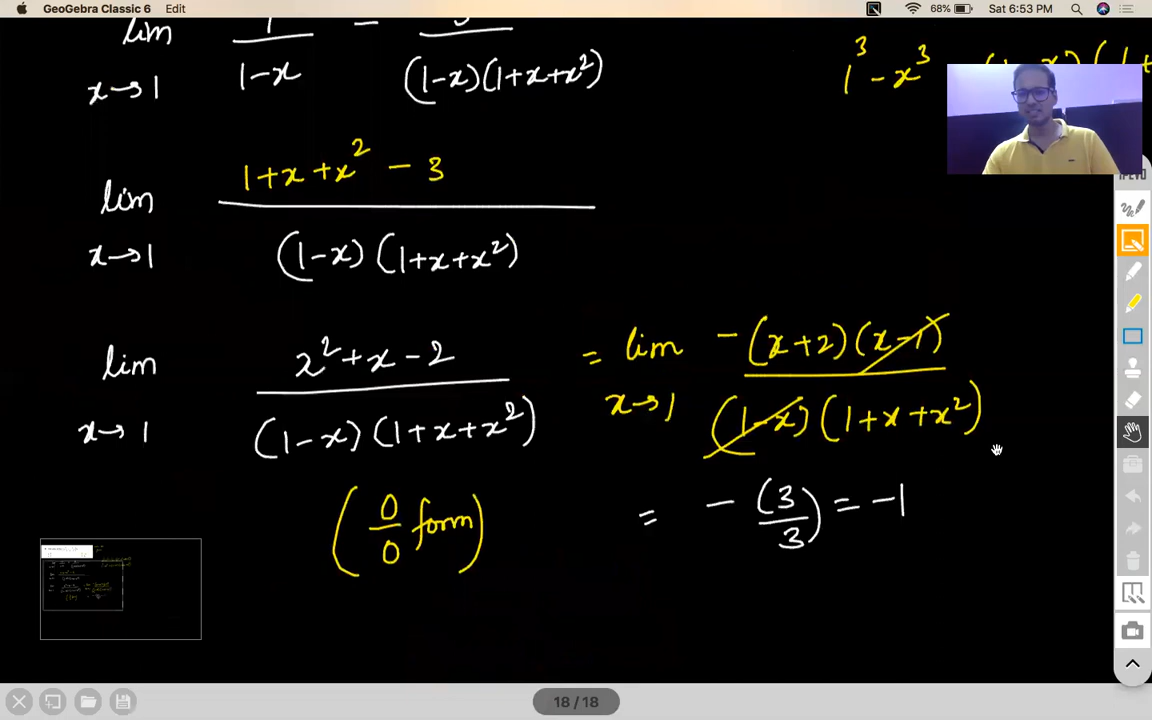 GeoGebra Classic 6 Edit 68% Sat 6:53 PM
lim 1 =
x→1 1-x (1-x)(1+x+x²)
1³ - x³
lim 1+x+x² - 3
x→1 (1-x)(1+x+x²)
lim x²+x-2 = lim -(x+2)(x-1)
x→1 (1-x)(1+x+x²) x→1 (1-x)(1+x+x²)
(0/0 form) = -(3/3) = -1
18 / 18